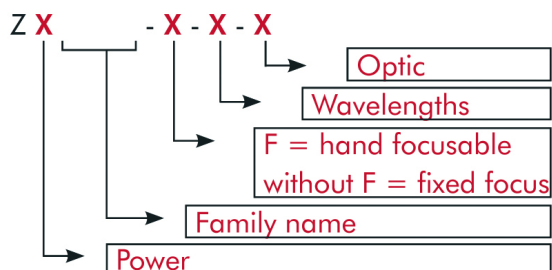 Z X - X - X - X
Optic
Wavelengths
F = hand focusable
without F = fixed focus
Family name
Power